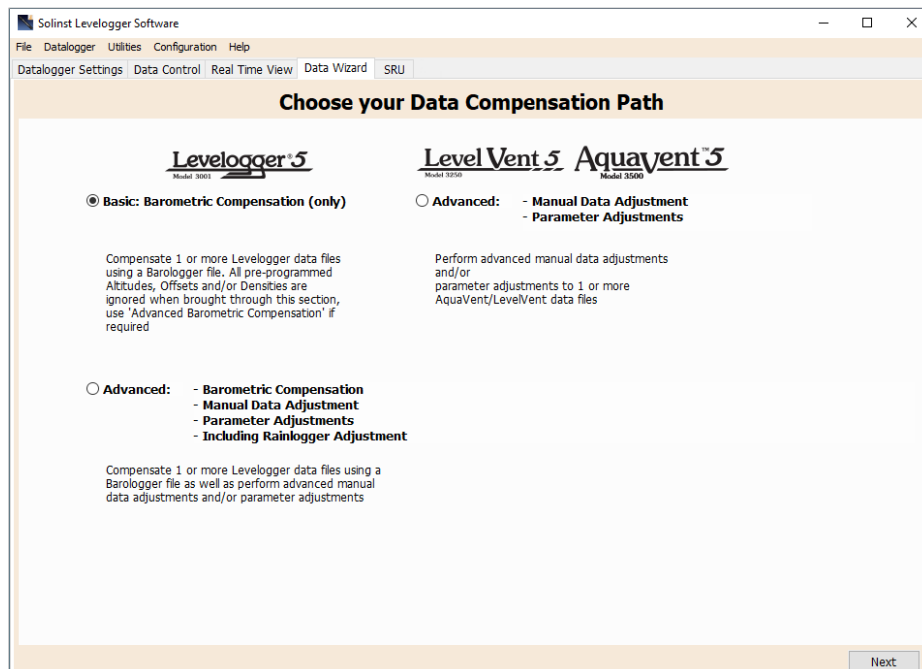 Solinst Levelogger Software
File Datalogger Utilities Configuration Help
Datalogger Settings Data Control Real Time View Data Wizard SRU
Choose your Data Compensation Path
Levelogger® 5
Model 3001
LevelVent 5
Model 3250
Aquavent™ 5
Model 3500
Basic: Barometric Compensation (only)
Compensate 1 or more Levelogger data files
using a Barologger file. All pre-programmed
Altitudes, Offsets and/or Densities are
ignored when brought through this section,
use 'Advanced Barometric Compensation' if
required
Advanced: - Manual Data Adjustment
- Parameter Adjustments
Perform advanced manual data adjustments
and/or
parameter adjustments to 1 or more
AquaVent/LevelVent data files
Advanced: - Barometric Compensation
- Manual Data Adjustment
- Parameter Adjustments
- Including Rainlogger Adjustment
Compensate 1 or more Levelogger data files using a
Barologger file as well as perform advanced manual
data adjustments and/or parameter adjustments
Next